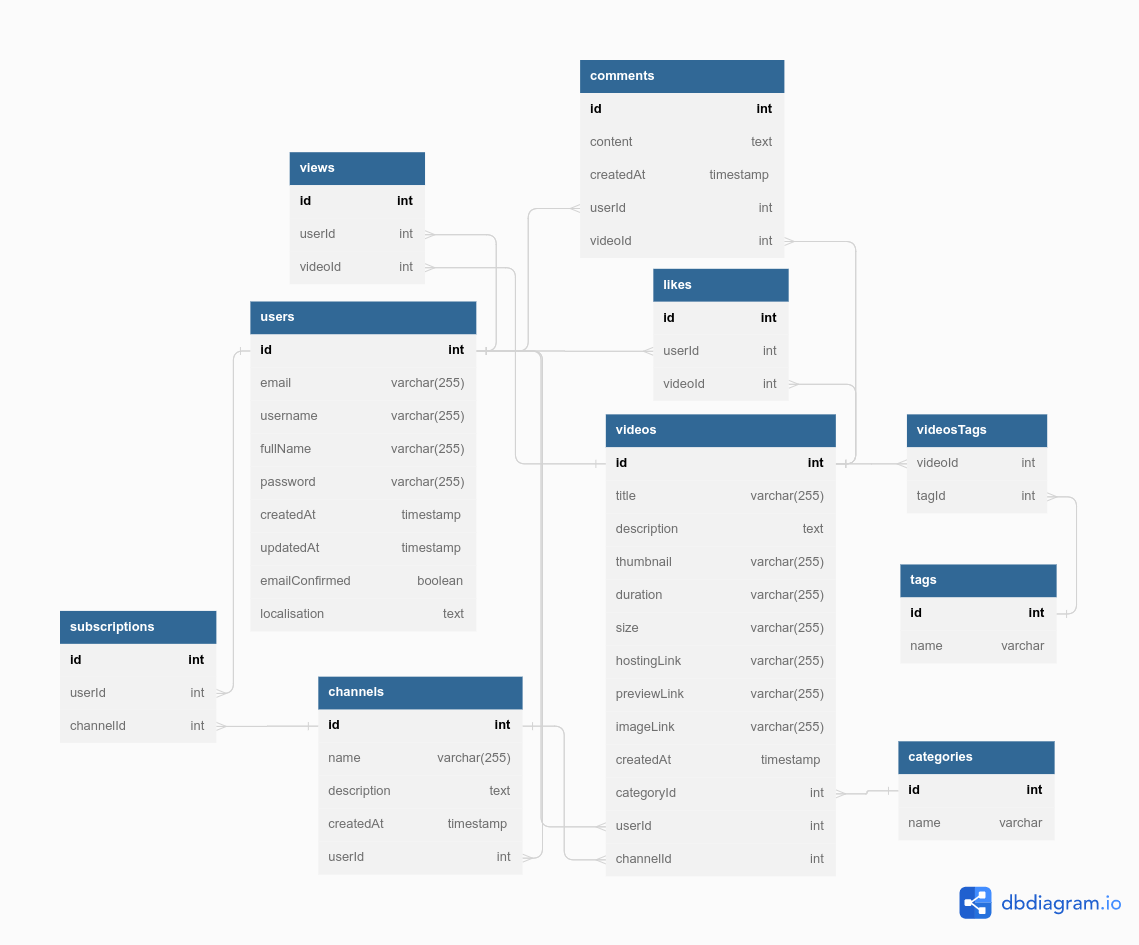 comments
id int
content text
createdAt timestamp
userId int
videoId int
views
id int
userId int
videoId int
likes
id int
userId int
videoId int
users
id int
email varchar(255)
username varchar(255)
fullName varchar(255)
password varchar(255)
createdAt timestamp
updatedAt timestamp
emailConfirmed boolean
localisation text
videos
id int
title varchar(255)
description text
thumbnail varchar(255)
duration varchar(255)
size varchar(255)
hostingLink varchar(255)
previewLink varchar(255)
imageLink varchar(255)
createdAt timestamp
categoryId int
userId int
channelId int
videosTags
videoId int
tagId int
tags
id int
name varchar
subscriptions
id int
userId int
channelId int
channels
id int
name varchar(255)
description text
createdAt timestamp
userId int
categories
id int
name varchar
dbdiagram.io